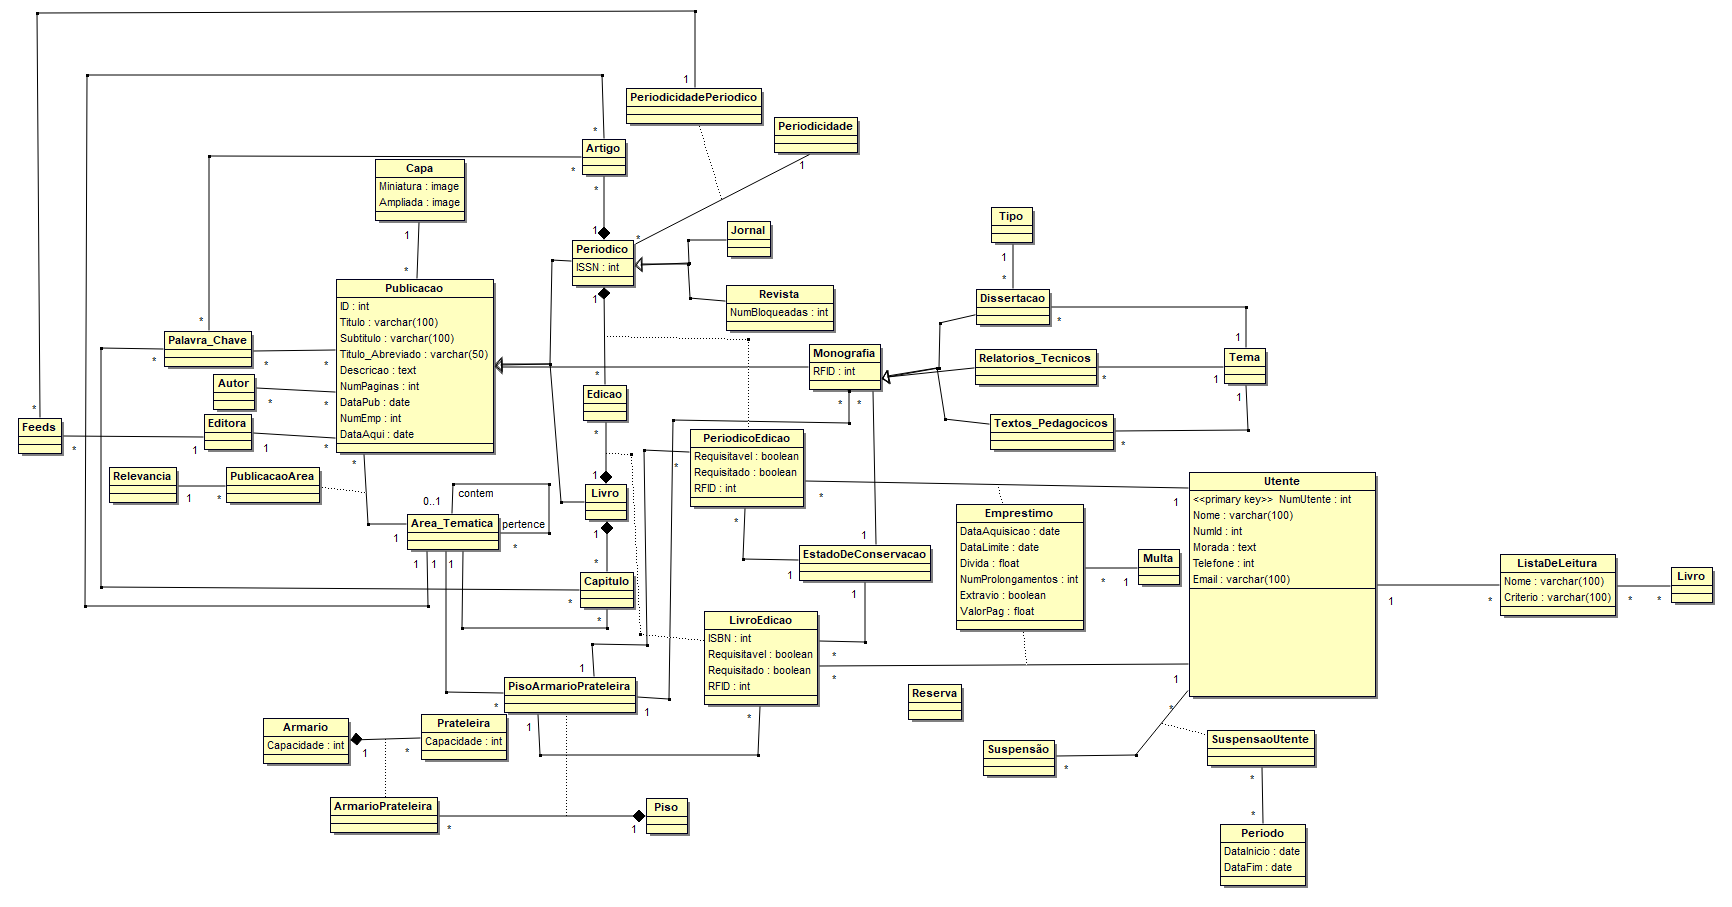 1
PeriodicidadePeriodico
Periodicidade
1
*
Artigo
*
*
Capa
Miniatura : image
Ampliada : image
1
*
1
*
Periodico
ISSN : int
1
Jornal
Revista
NumBloqueadas : int
Tipo
1
*
Dissertacao
*
Publicacao
ID : int
Titulo : varchar(100)
Subtitulo : varchar(100)
Titulo_Abreviado : varchar(50)
Descricao : text
NumPaginas : int
DataPub : date
NumEmp : int
DataAqui : date
*
Palavra_Chave
*
*
*
Autor
*
*
Editora
1
1
*
*
Feeds
*
Monografia
RFID : int
*
*
Relatorios_Tecnicos
*
1
Tema
1
1
Textos_Pedagocicos
*
*
Edicao
*
1
Livro
1
*
Capitulo
*
*
Relevancia
1
*
PublicacaoArea
*
0..1
contem
Area_Tematica
pertence
*
1
1
1
1
PeriodicoEdicao
Requisitavel : boolean
Requisitado : boolean
RFID : int
*
*
*
1
EstadoDeConservacao
1
1
Emprestimo
DataAquisicao : date
DataLimite : date
Divida : float
NumProlongamentos : int
Extravio : boolean
ValorPag : float
*
1
Multa
Utente
<<primary key>> NumUtente : int
Nome : varchar(100)
NumId : int
Morada : text
Telefone : int
Email : varchar(100)
1
1
1
*
*
ListaDeLeitura
Nome : varchar(100)
Criterio : varchar(100)
*
*
Livro
LivroEdicao
ISBN : int
Requisitavel : boolean
Requisitado : boolean
RFID : int
*
*
*
1
PisoArmarioPrateleira
*
1
1
Reserva
Armario
Capacidade : int
1
*
Prateleira
Capacidade : int
ArmarioPrateleira
*
1
Piso
Suspensão
*
SuspensaoUtente
*
*
Periodo
DataInicio : date
DataFim : date